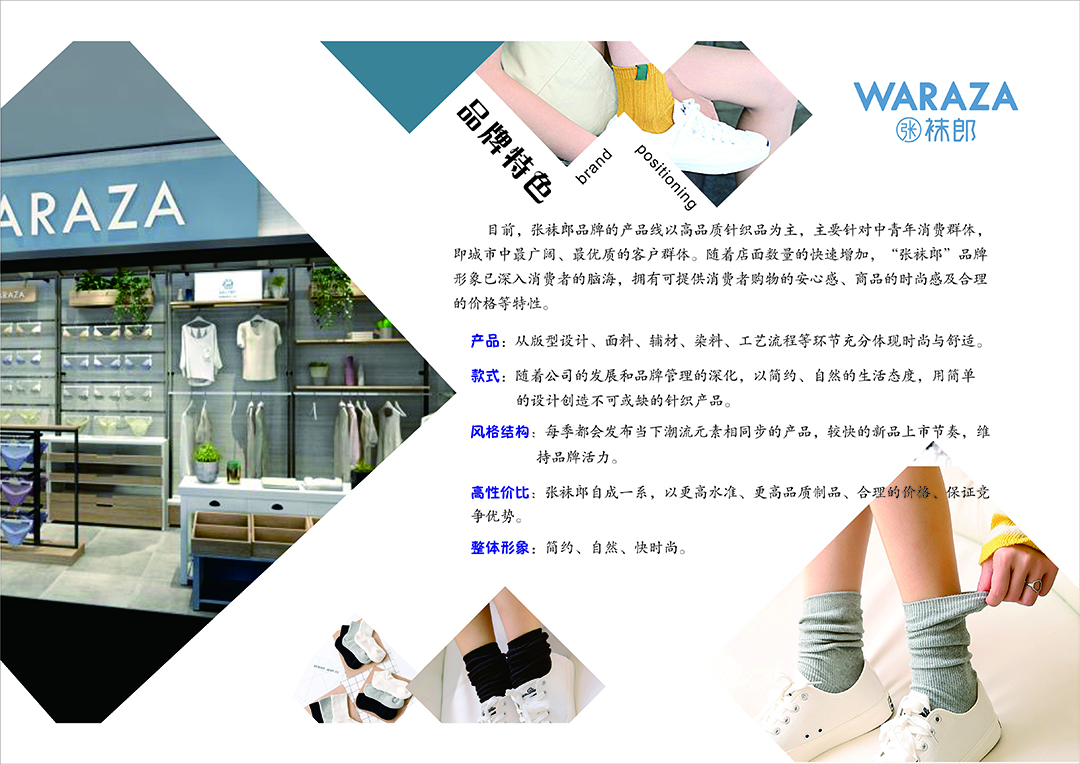 WARAZA
张袜郎
品牌特色
brand
positioning
ARAZA
ARAZA
目前，张袜郎品牌的产品线以高品质针织品为主，主要针对中青年消费群体，
即城市中最广阔、最优质的客户群体。随着店面数量的快速增加，“张袜郎”品牌
形象已深入消费者的脑海，拥有可提供消费者购物的安心感、商品的时尚感及合理
的价格等特性。
产品：从版型设计、面料、辅材、染料、工艺流程等环节充分体现时尚与舒适。
款式：随着公司的发展和品牌管理的深化，以简约、自然的生活态度，用简单
的设计创造不可或缺的针织产品。
风格结构：每季都会发布当下潮流元素相同步的产品，较快的新品上市节奏，维
持品牌活力。
高性价比：张袜郎自成一系，以更高水准、更高品质制品、合理的价格、保证竞
争优势。
整体形象：简约、自然、快时尚。